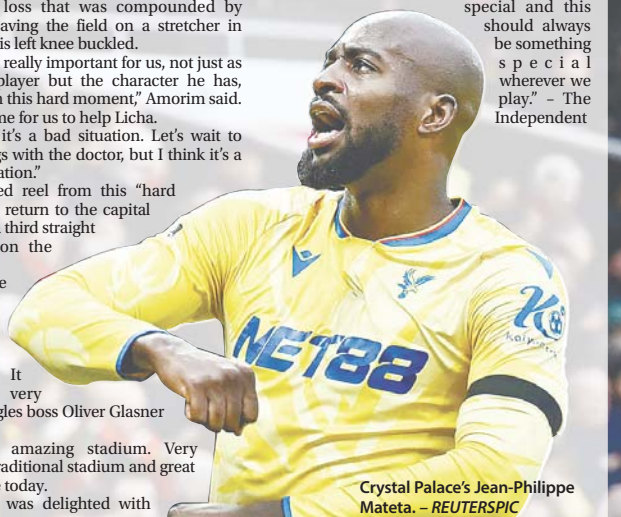 loss that was compounded by
aving the field on a stretcher in
is left knee buckled.
really important for us, not just as
player but the character he has,
this hard moment,” Amorim said.
me for us to help Licha.
it’s a bad situation. Let’s wait to
s with the doctor, but I think it’s a
ation.”
ed reel from this “hard
return to the capital
third straight
on the
e
It
very
gles boss Oliver Glasner
amazing stadium. Very
raditional stadium and great
today.
was delighted with
special and this
should always
be something
special
wherever we
play.” – The
Independent
NET88
Crystal Palace’s Jean-Philippe
Mateta. – REUTERSPIC